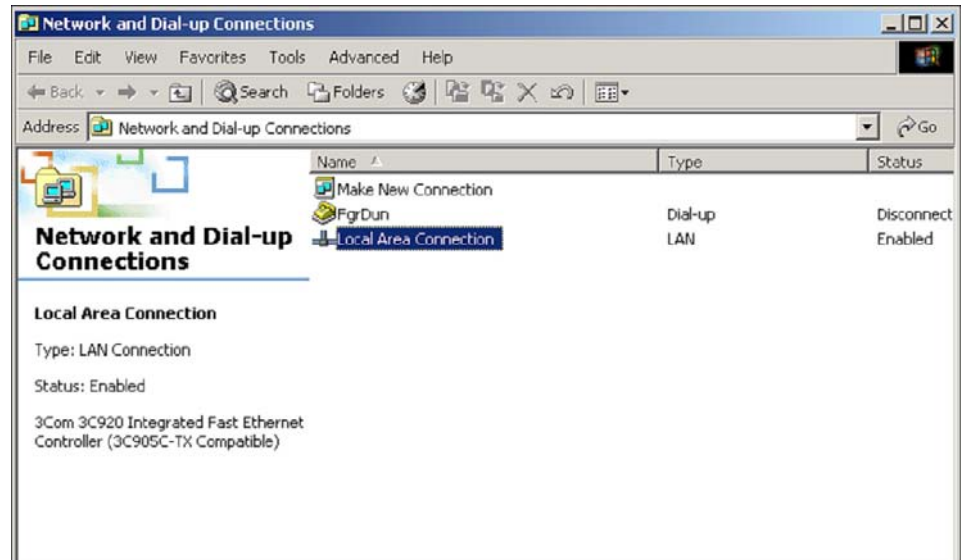 Network and Dial-up Connections
File Edit View Favorites Tools Advanced Help
Back Search Folders
Address Network and Dial-up Connections Go
Name Type Status
Make New Connection
FgrDun Dial-up Disconnect
Local Area Connection LAN Enabled
Network and Dial-up
Connections
Local Area Connection
Type: LAN Connection
Status: Enabled
3Com 3C920 Integrated Fast Ethernet
Controller (3C905C-TX Compatible)